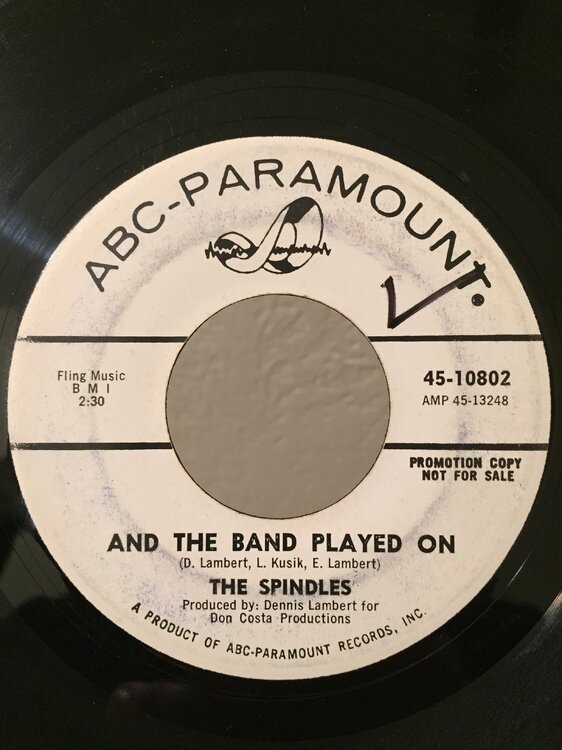 ABC-PARAMOUNT
Fling Music
B M I
2:30
45-10802
AMP 45-13248
PROMOTION COPY
NOT FOR SALE
AND THE BAND PLAYED ON
(D. Lambert, L. Kusik, E. Lambert)
THE SPINDLES
Produced by: Dennis Lambert for
Don Costa Productions
A PRODUCT OF ABC-PARAMOUNT RECORDS, INC.